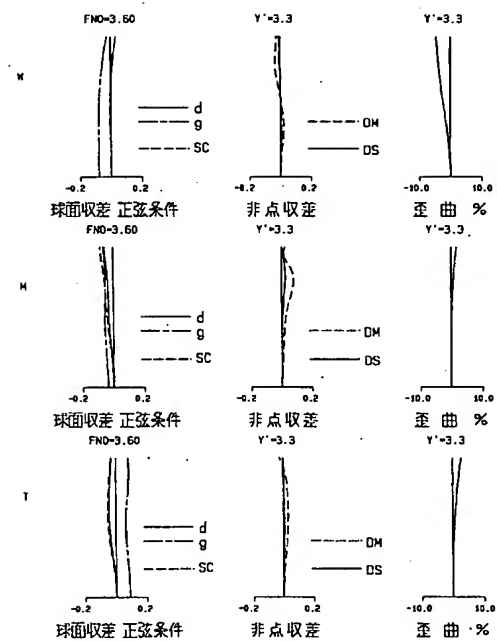 FNO=3.60 Y'=3.3 Y'=3.3
W
d
g DM
SC DS
-0.2 0.2 -0.2 0.2 -10.0 10.0
球面収差 正弦条件 非点収差 歪 曲 %
FNO=3.60 Y'=3.3 Y'=3.3
M
d
g DM
SC DS
-0.2 0.2 -0.2 0.2 -10.0 10.0
球面収差 正弦条件 非点収差 歪 曲 %
FNO=3.60 Y'=3.3 Y'=3.3
T
d
g DM
SC DS
-0.2 0.2 -0.2 0.2 -10.0 10.0
球面収差 正弦条件 非点収差 歪 曲 %